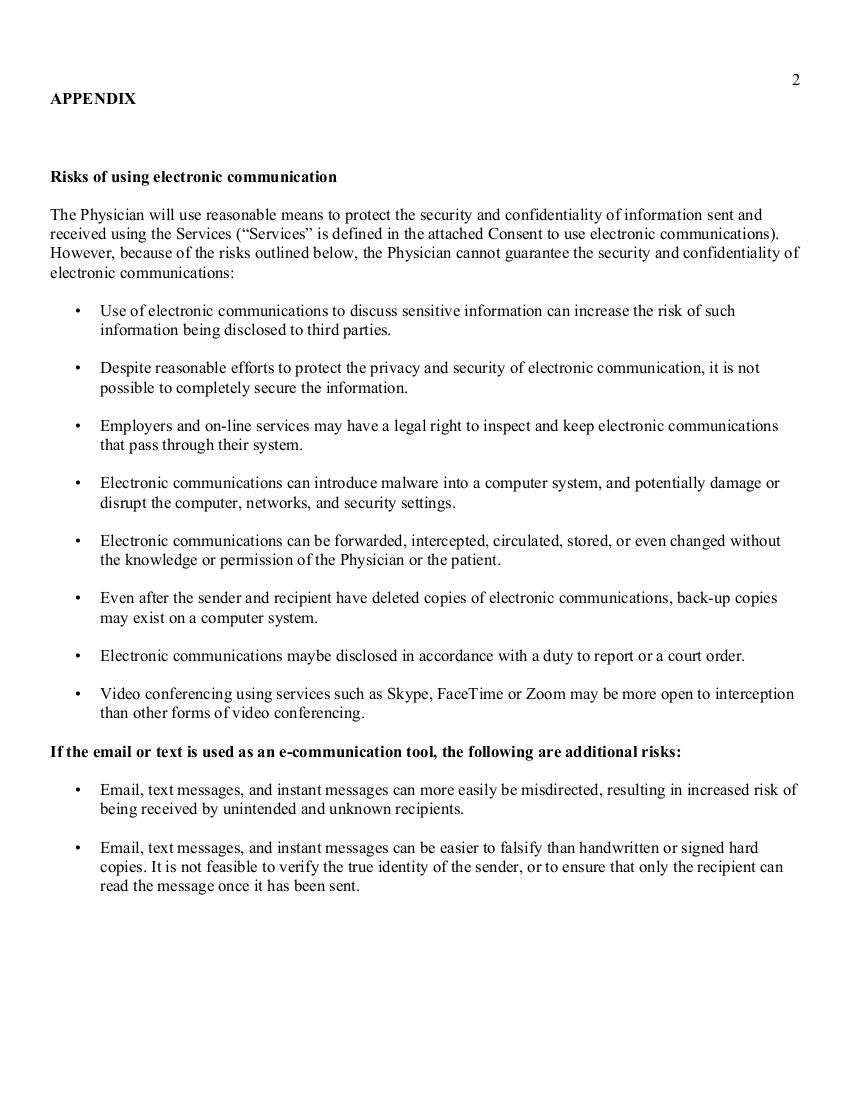 2
APPENDIX
Risks of using electronic communication
The Physician will use reasonable means to protect the security and confidentiality of information sent and
received using the Services (“Services” is defined in the attached Consent to use electronic communications).
However, because of the risks outlined below, the Physician cannot guarantee the security and confidentiality of
electronic communications:
• Use of electronic communications to discuss sensitive information can increase the risk of such
information being disclosed to third parties.
• Despite reasonable efforts to protect the privacy and security of electronic communication, it is not
possible to completely secure the information.
• Employers and on-line services may have a legal right to inspect and keep electronic communications
that pass through their system.
• Electronic communications can introduce malware into a computer system, and potentially damage or
disrupt the computer, networks, and security settings.
• Electronic communications can be forwarded, intercepted, circulated, stored, or even changed without
the knowledge or permission of the Physician or the patient.
• Even after the sender and recipient have deleted copies of electronic communications, back-up copies
may exist on a computer system.
• Electronic communications maybe disclosed in accordance with a duty to report or a court order.
• Video conferencing using services such as Skype, FaceTime or Zoom may be more open to interception
than other forms of video conferencing.
If the email or text is used as an e-communication tool, the following are additional risks:
• Email, text messages, and instant messages can more easily be misdirected, resulting in increased risk of
being received by unintended and unknown recipients.
• Email, text messages, and instant messages can be easier to falsify than handwritten or signed hard
copies. It is not feasible to verify the true identity of the sender, or to ensure that only the recipient can
read the message once it has been sent.